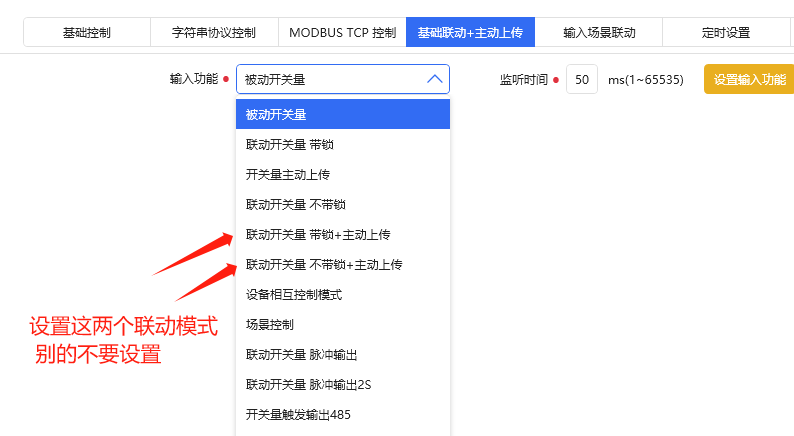 基础控制 字符串协议控制 MODBUS TCP 控制 基础联动+主动上传 输入场景联动 定时设置
输入功能 被动开关量 监听时间 50 ms(1~65535) 设置输入功能
被动开关量
联动开关量 带锁
开关量主动上传
联动开关量 不带锁
联动开关量 带锁+主动上传
联动开关量 不带锁+主动上传
设备相互控制模式
场景控制
联动开关量 脉冲输出
联动开关量 脉冲输出2S
开关量触发输出485
设置这两个联动模式
别的不要设置